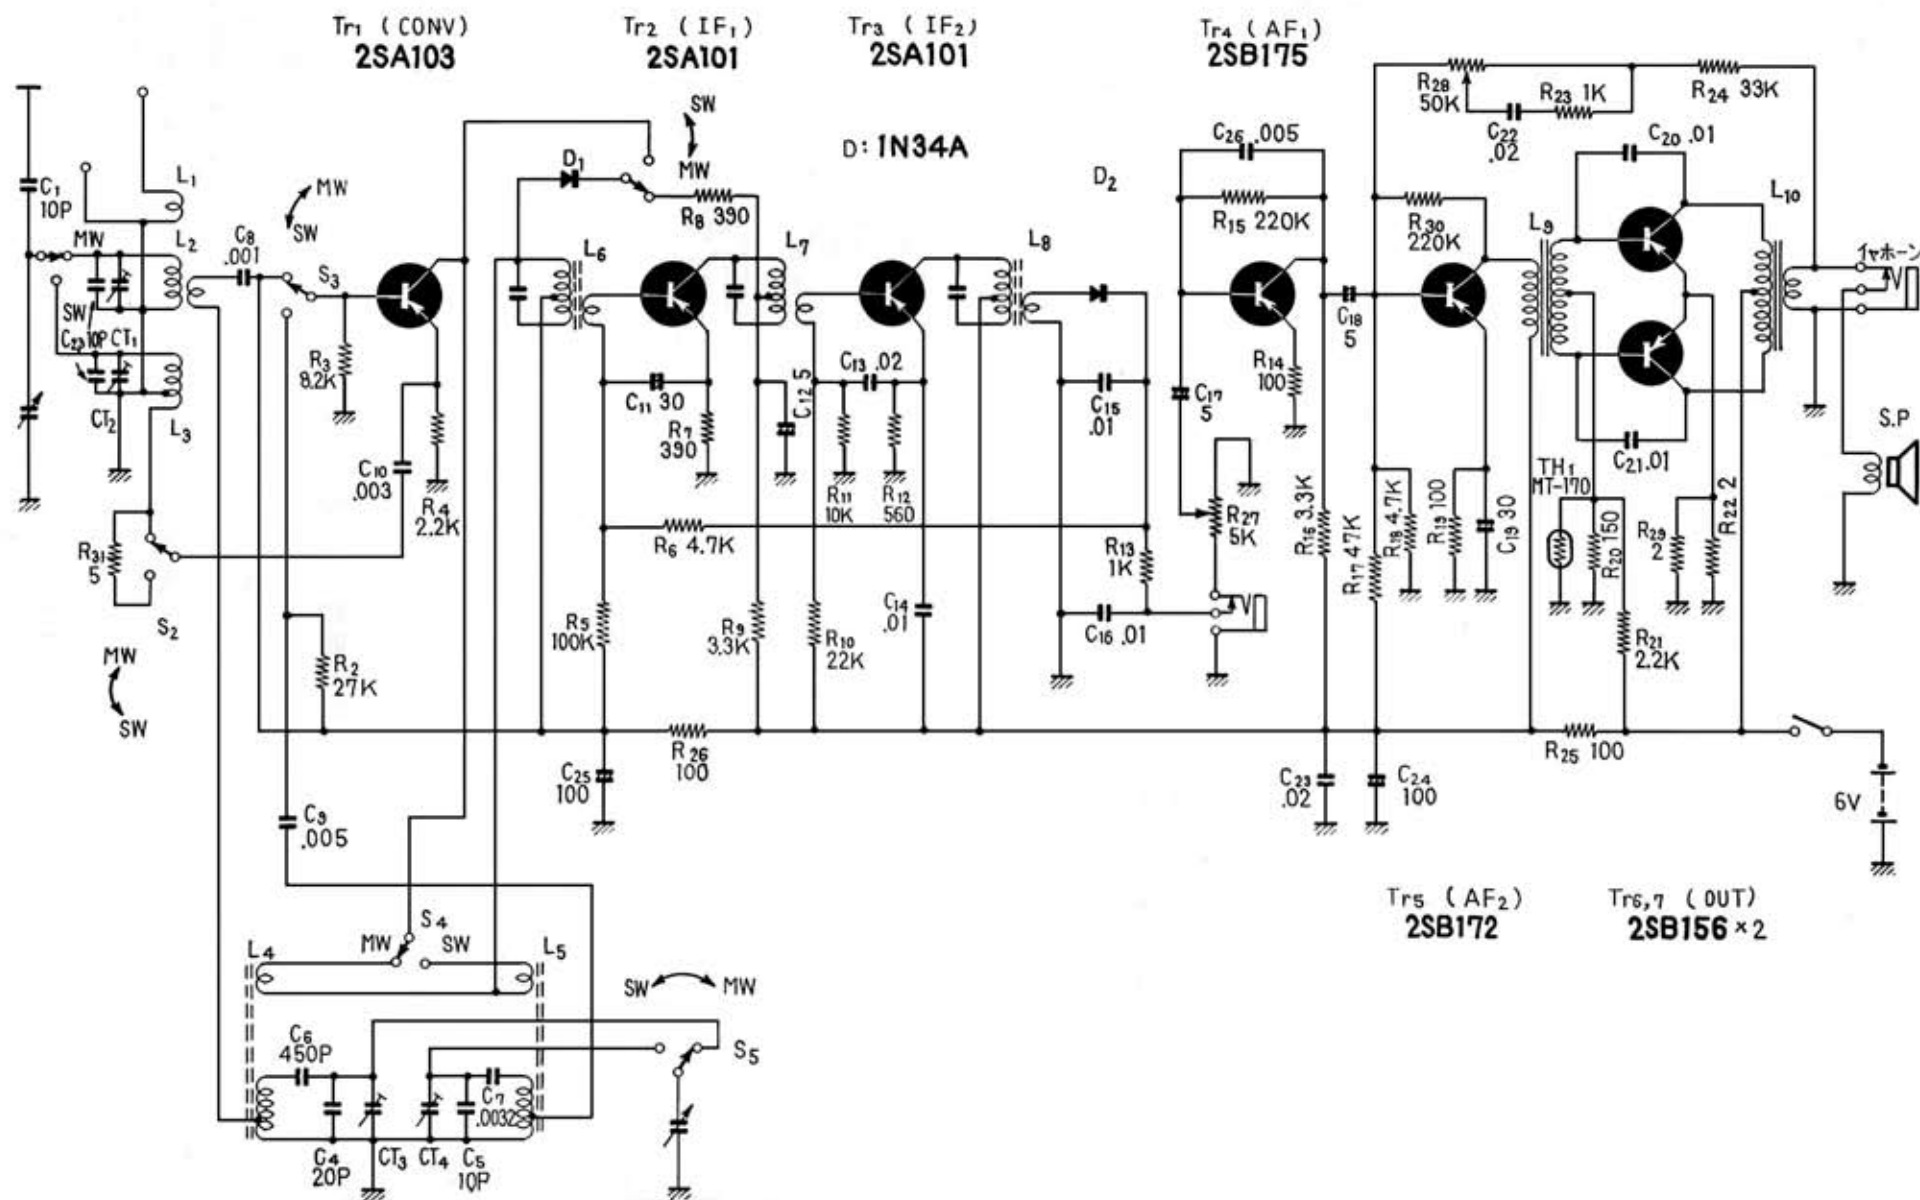 Tr1 ( CONV )
2SA103
Tr2 ( IF1 )
2SA101
Tr3 ( IF2 )
2SA101
Tr4 ( AF1 )
2SB175
D: 1N34A
C1
10P
L1
MW
L2
C8
.001
MW
SW
S3
SW
C23 10P CT1
CT2
L3
R3
8.2K
C10
.003
R4
2.2K
R31
5
S2
MW
SW
R2
27K
C9
.005
D1
SW
MW
R8 390
L6
L7
L8
D2
C11 30
R7
390
C12 5
C13 .02
R11
10K
R12
560
R6 4.7K
R5
100K
R9
3.3K
R10
22K
C14
.01
C15
.01
R13
1K
C16 .01
R26
100
C25
100
C26 .005
R15 220K
R14
100
C17
5
R27
5K
C18
5
R16 3.3K
R17 47K
R18 4.7K
R19 100
C19 30
C23
.02
C24
100
R28
50K
C22
.02
R23 1K
R24 33K
R30
220K
L9
C20 .01
L10
イヤホーン
C21 .01
TH1
MT-170
R20 150
R29
2
R22 2
R21
2.2K
R25 100
S.P
6V
Tr5 ( AF2 )
2SB172
Tr6,7 ( OUT )
2SB156 ×2
L4
MW
S4
SW
L5
SW
MW
S5
C6
450P
C7
.0032
C4
20P
CT3
CT4
C5
10P